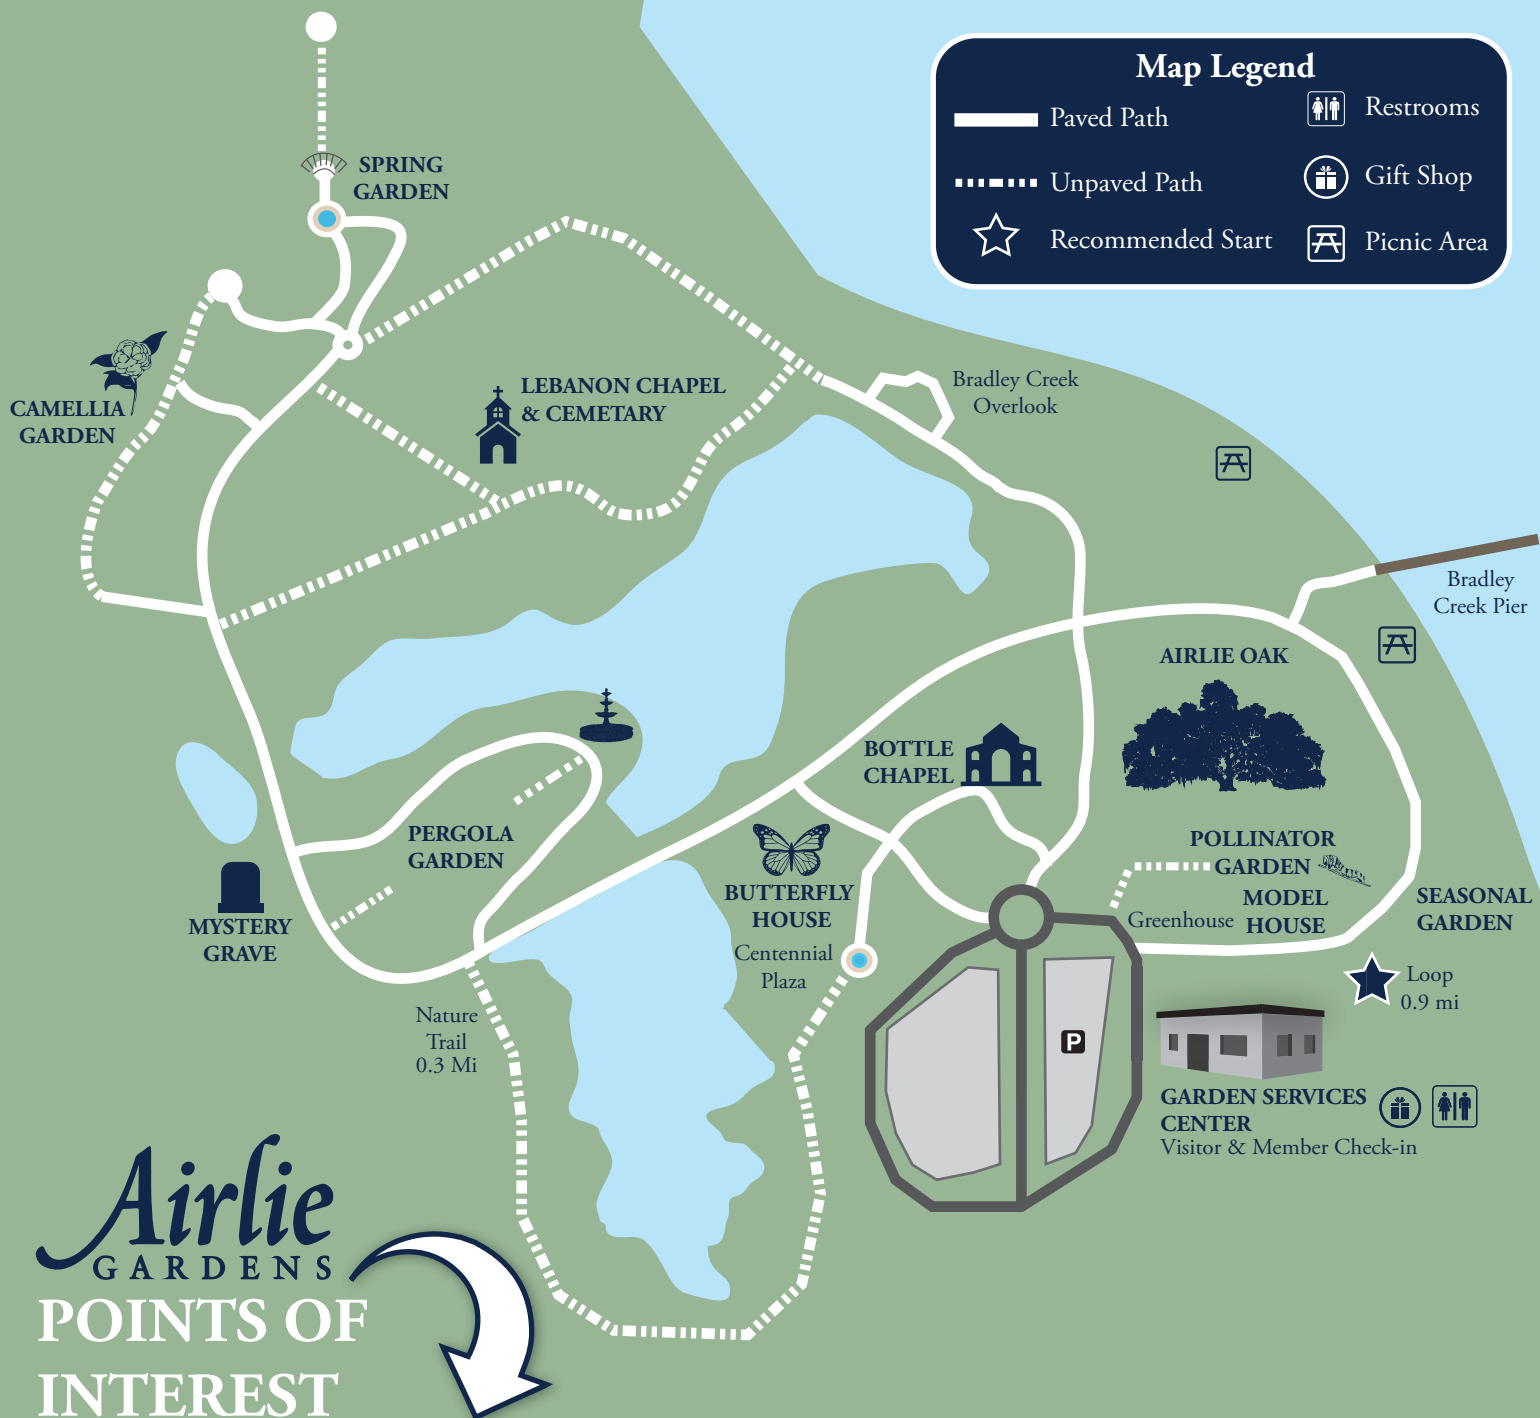 Map Legend
Paved Path
Restrooms
Unpaved Path
Gift Shop
Recommended Start
Picnic Area
SPRING
GARDEN
CAMELLIA
GARDEN
LEBANON CHAPEL
& CEMETARY
Bradley Creek
Overlook
Bradley
Creek Pier
AIRLIE OAK
BOTTLE
CHAPEL
PERGOLA
GARDEN
POLLINATOR
GARDEN
MODEL
HOUSE
Greenhouse
SEASONAL
GARDEN
BUTTERFLY
HOUSE
Centennial
Plaza
MYSTERY
GRAVE
Loop
0.9 mi
Nature
Trail
0.3 Mi
P
GARDEN SERVICES
CENTER
Visitor & Member Check-in
Airlie
GARDENS
POINTS OF
INTEREST